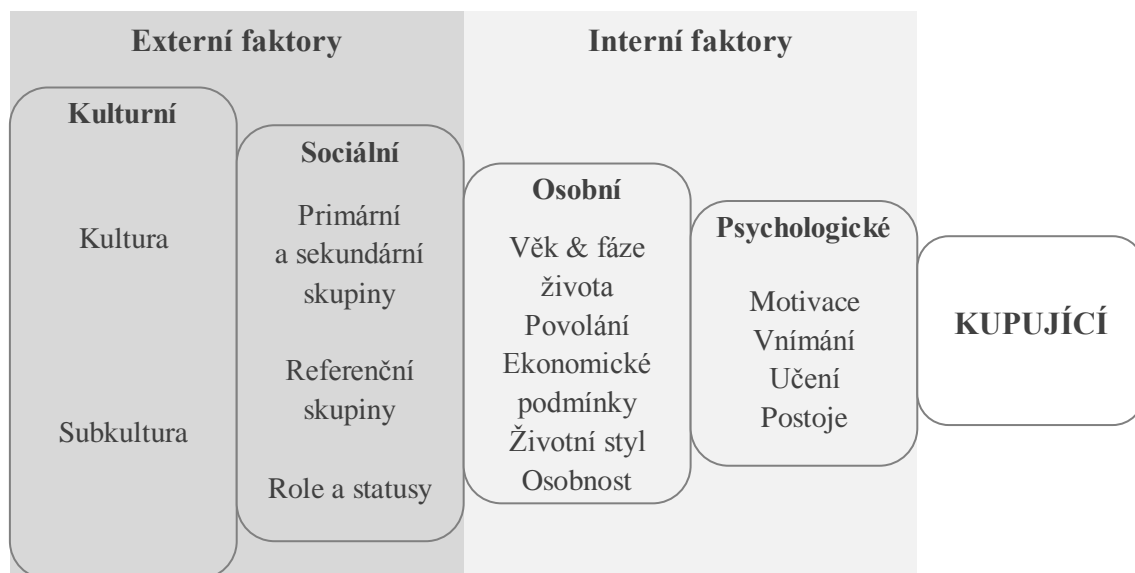 Externí faktory
Interní faktory
Kulturní
Kultura
Subkultura
Sociální
Primární
a sekundární
skupiny
Referenční
skupiny
Role a statusy
Osobní
Věk & fáze
života
Povolání
Ekonomické
podmínky
Životní styl
Osobnost
Psychologické
Motivace
Vnímání
Učení
Postoje
KUPUJÍCÍ